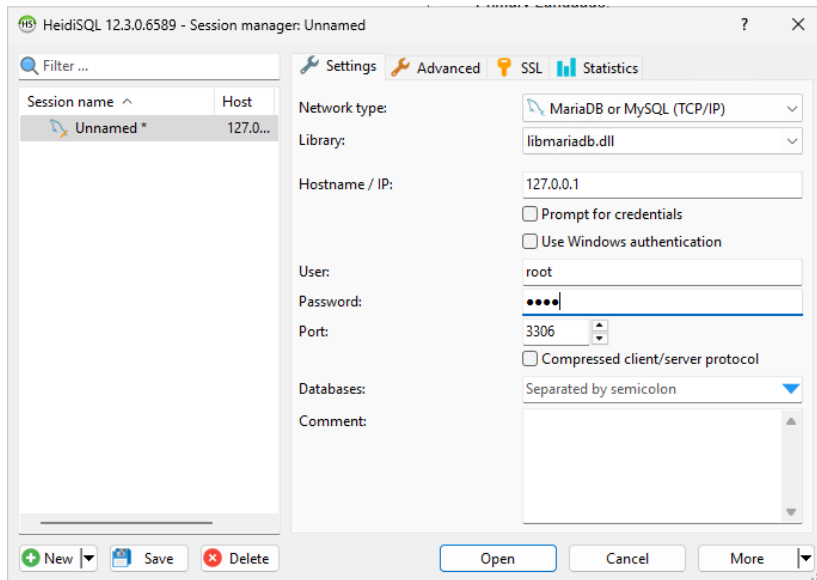 HS HeidiSQL 12.3.0.6589 - Session manager: Unnamed ? ×
Filter ...
Settings Advanced SSL Statistics
Session name Host
Unnamed * 127.0...
Network type: MariaDB or MySQL (TCP/IP)
Library: libmariadb.dll
Hostname / IP: 127.0.0.1
Prompt for credentials
Use Windows authentication
User: root
Password: ●●●●
Port: 3306
Compressed client/server protocol
Databases: Separated by semicolon
Comment:
New Save Delete Open Cancel More